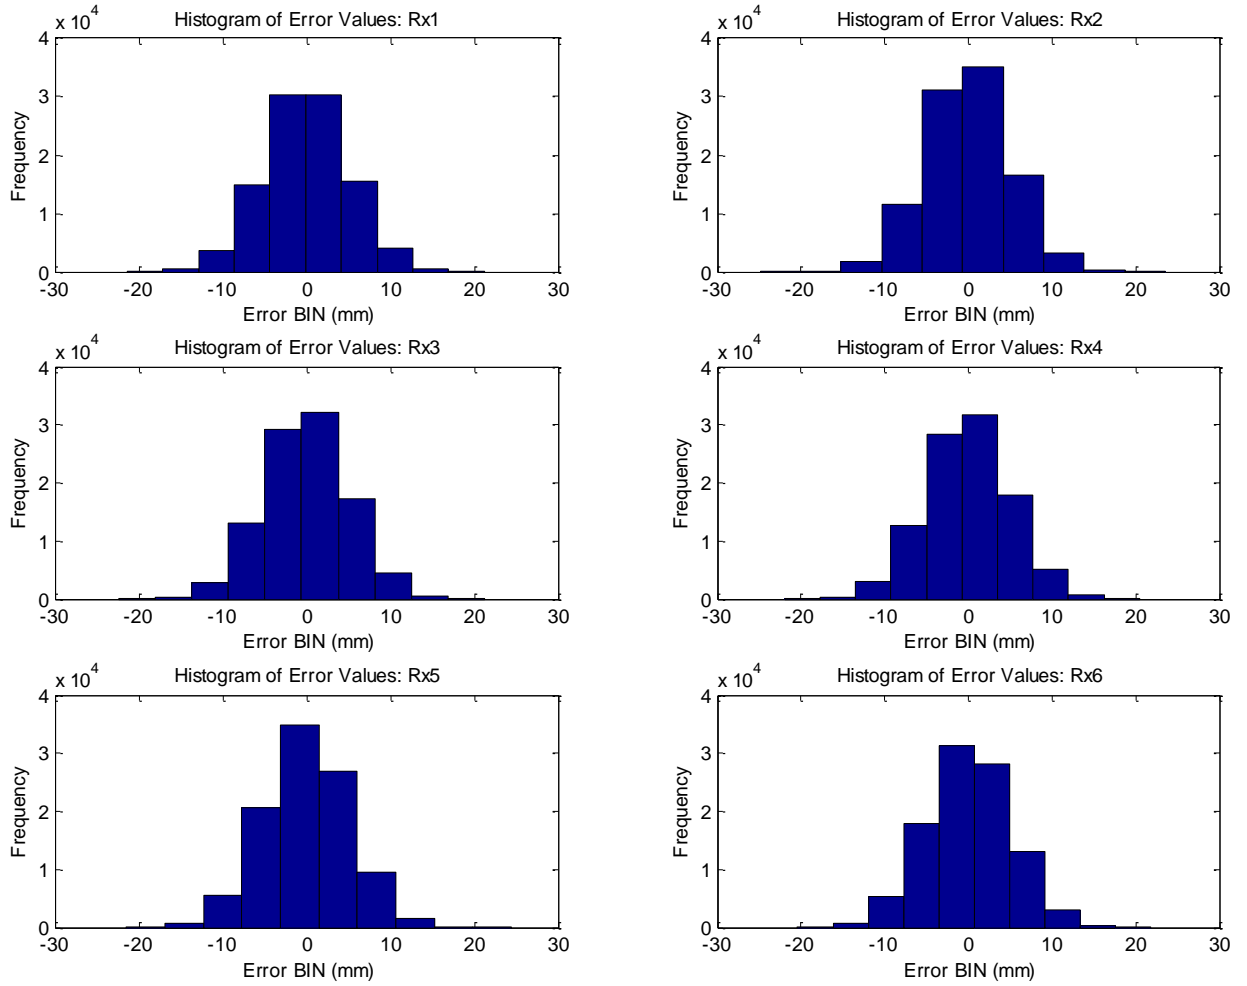 x 10^4 Histogram of Error Values: Rx1
40
30
20
10
0
Frequency
-30 -20 -10 0 10 20 30
Error BIN (mm)
x 10^4 Histogram of Error Values: Rx2
4
3
2
1
0
Frequency
-30 -20 -10 0 10 20 30
Error BIN (mm)
x 10^4 Histogram of Error Values: Rx3
4
3
2
1
0
Frequency
-30 -20 -10 0 10 20 30
Error BIN (mm)
x 10^4 Histogram of Error Values: Rx4
4
3
2
1
0
Frequency
-30 -20 -10 0 10 20 30
Error BIN (mm)
x 10^4 Histogram of Error Values: Rx5
4
3
2
1
0
Frequency
-30 -20 -10 0 10 20 30
Error BIN (mm)
x 10^4 Histogram of Error Values: Rx6
4
3
2
1
0
Frequency
-30 -20 -10 0 10 20 30
Error BIN (mm)